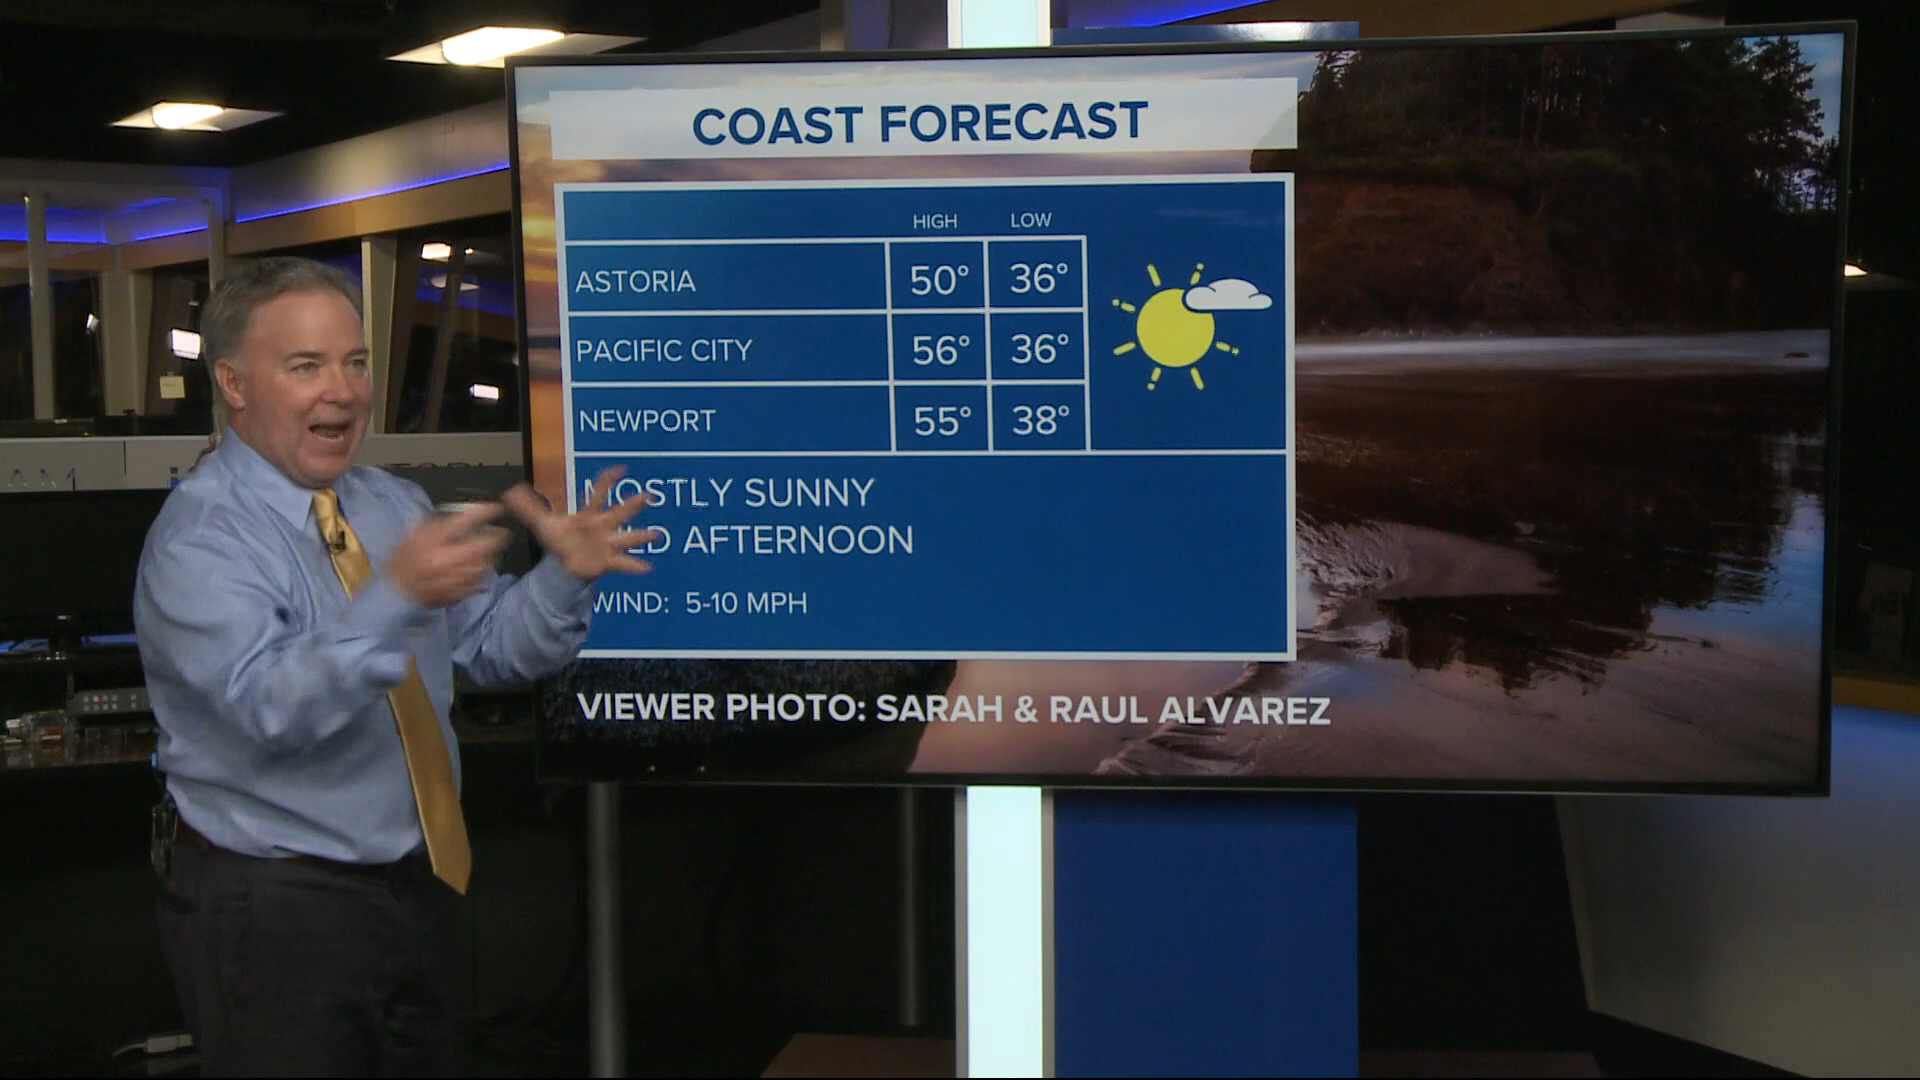 COAST FORECAST
HIGH LOW
ASTORIA 50° 36°
PACIFIC CITY 56° 36°
NEWPORT 55° 38°
MOSTLY SUNNY
AFTERNOON
WIND: 5-10 MPH
VIEWER PHOTO: SARAH & RAUL ALVAREZ